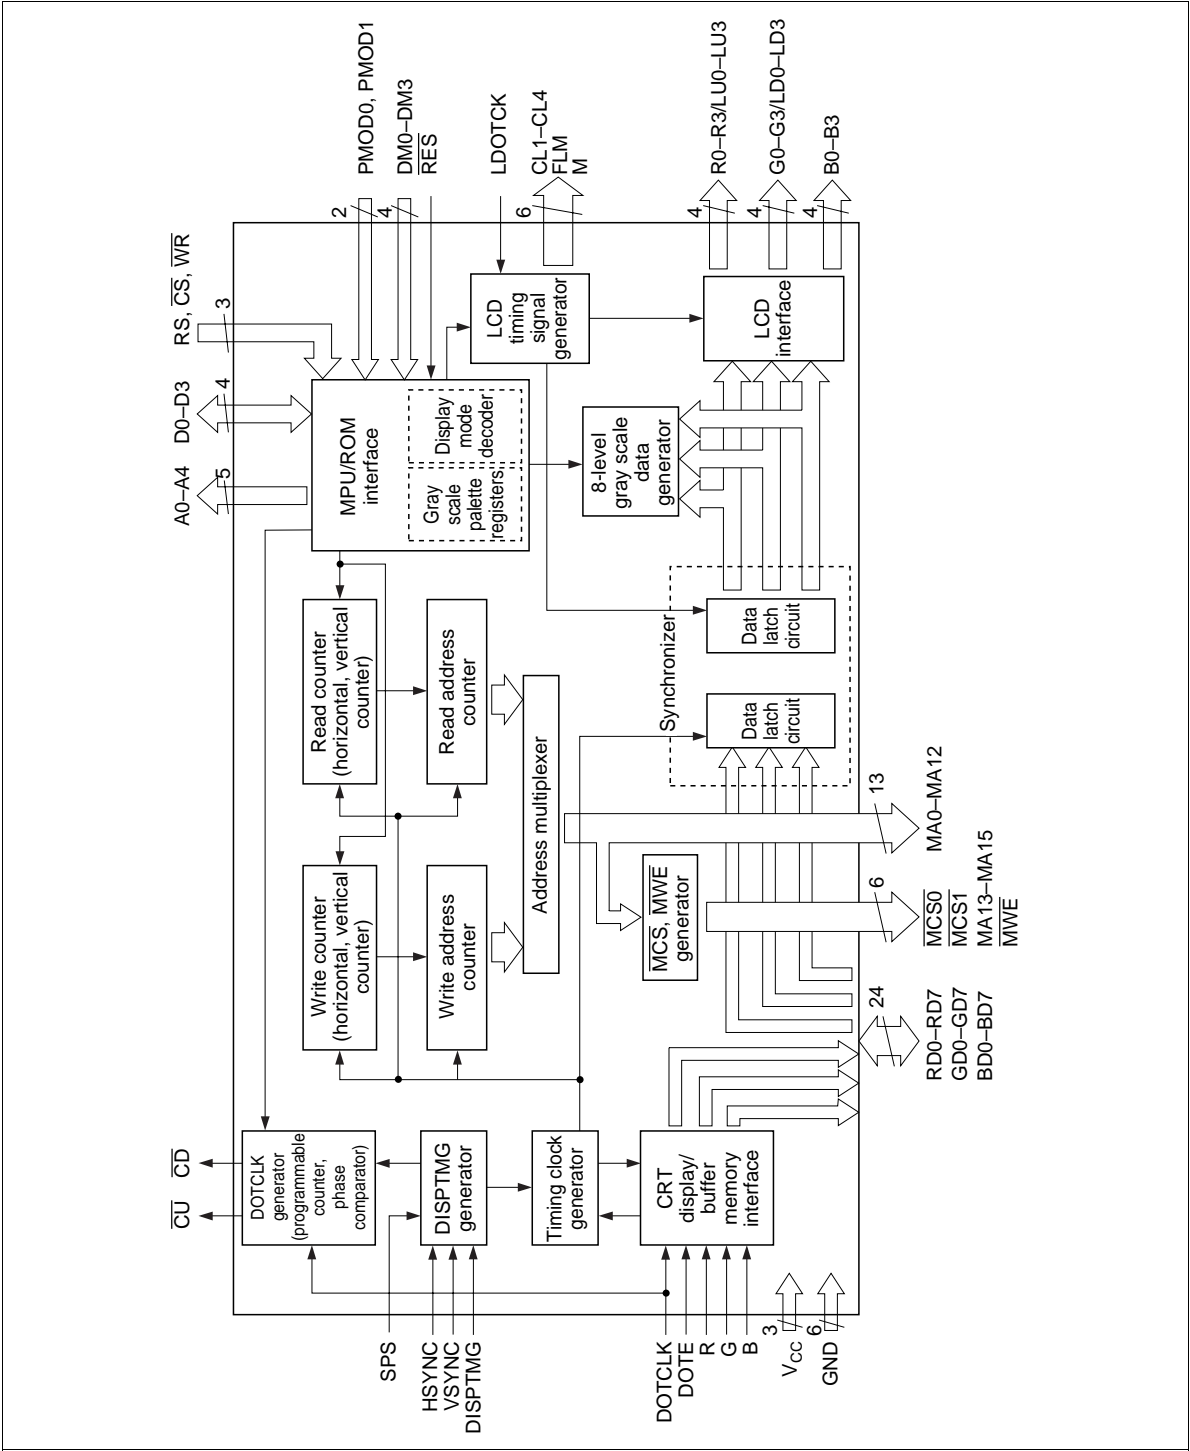 RS, CS, WR
3
D0–D3
4
A0–A4
5
CD
CU
PMOD0, PMOD1
2
DM0–DM3
4
RES
LDOTCK
CL1–CL4
FLM
M
6
R0–R3/LU0–LU3
4
G0–G3/LD0–LD3
4
B0–B3
4
MPU/ROM
interface
Display
mode
decoder
Gray
scale
palette
registers
LCD
timing
signal
generator
LCD
interface
8-level
gray scale
data
generator
Read counter
(horizontal, vertical
counter)
Read address
counter
Write counter
(horizontal, vertical
counter)
Write address
counter
Address multiplexer
Synchronizer
Data
latch
circuit
Data
latch
circuit
MCS, MWE
generator
DOTCLK
generator
(programmable
counter,
phase
comparator)
DISPTMG
generator
Timing clock
generator
CRT
display/
buffer
memory
interface
13
MA0–MA12
6
MCS0
MCS1
MA13–MA15
MWE
24
RD0–RD7
GD0–GD7
BD0–BD7
SPS
HSYNC
VSYNC
DISPTMG
DOTCLK
DOTE
R
G
B
3
VCC
6
GND